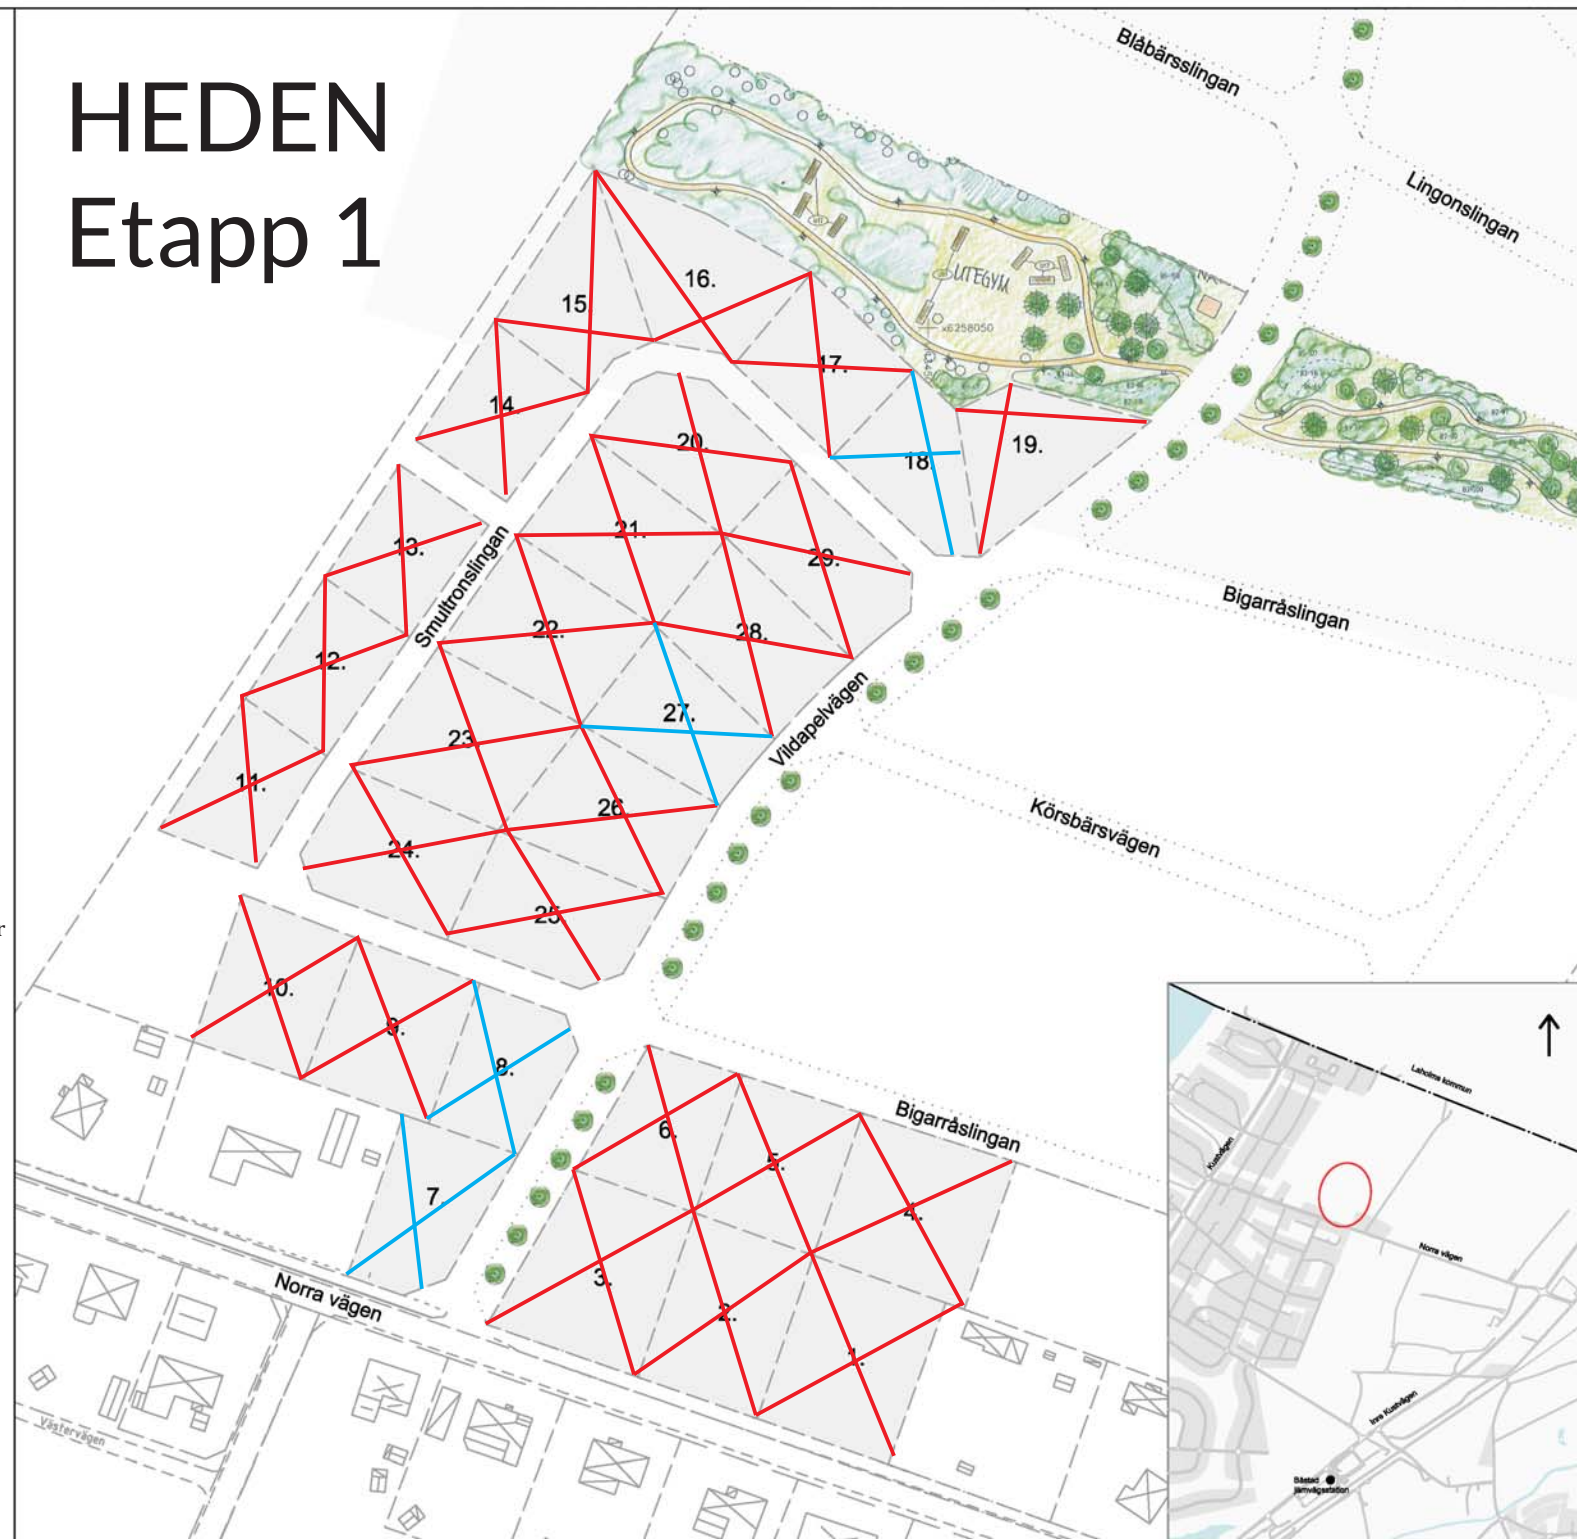 HEDEN
Etapp 1
Blåbärsslingan
Lingonslingan
16.
15.
UTEGYM
x6258050
17.
14.
20.
18.
19.
21.
13.
29.
Smultronslingan
Bigarråslingan
22.
28.
12.
27.
Vildapelvägen
23.
11.
26.
Körsbärsvägen
24.
25.
r
10.
9.
8.
Laholms kommun
Bigarråslingan
6.
5.
Kustvägen
7.
4.
Norra vägen
3.
Norra vägen
2.
1.
Inre Kustvägen
Västervägen
Båstad
järnvägsstation